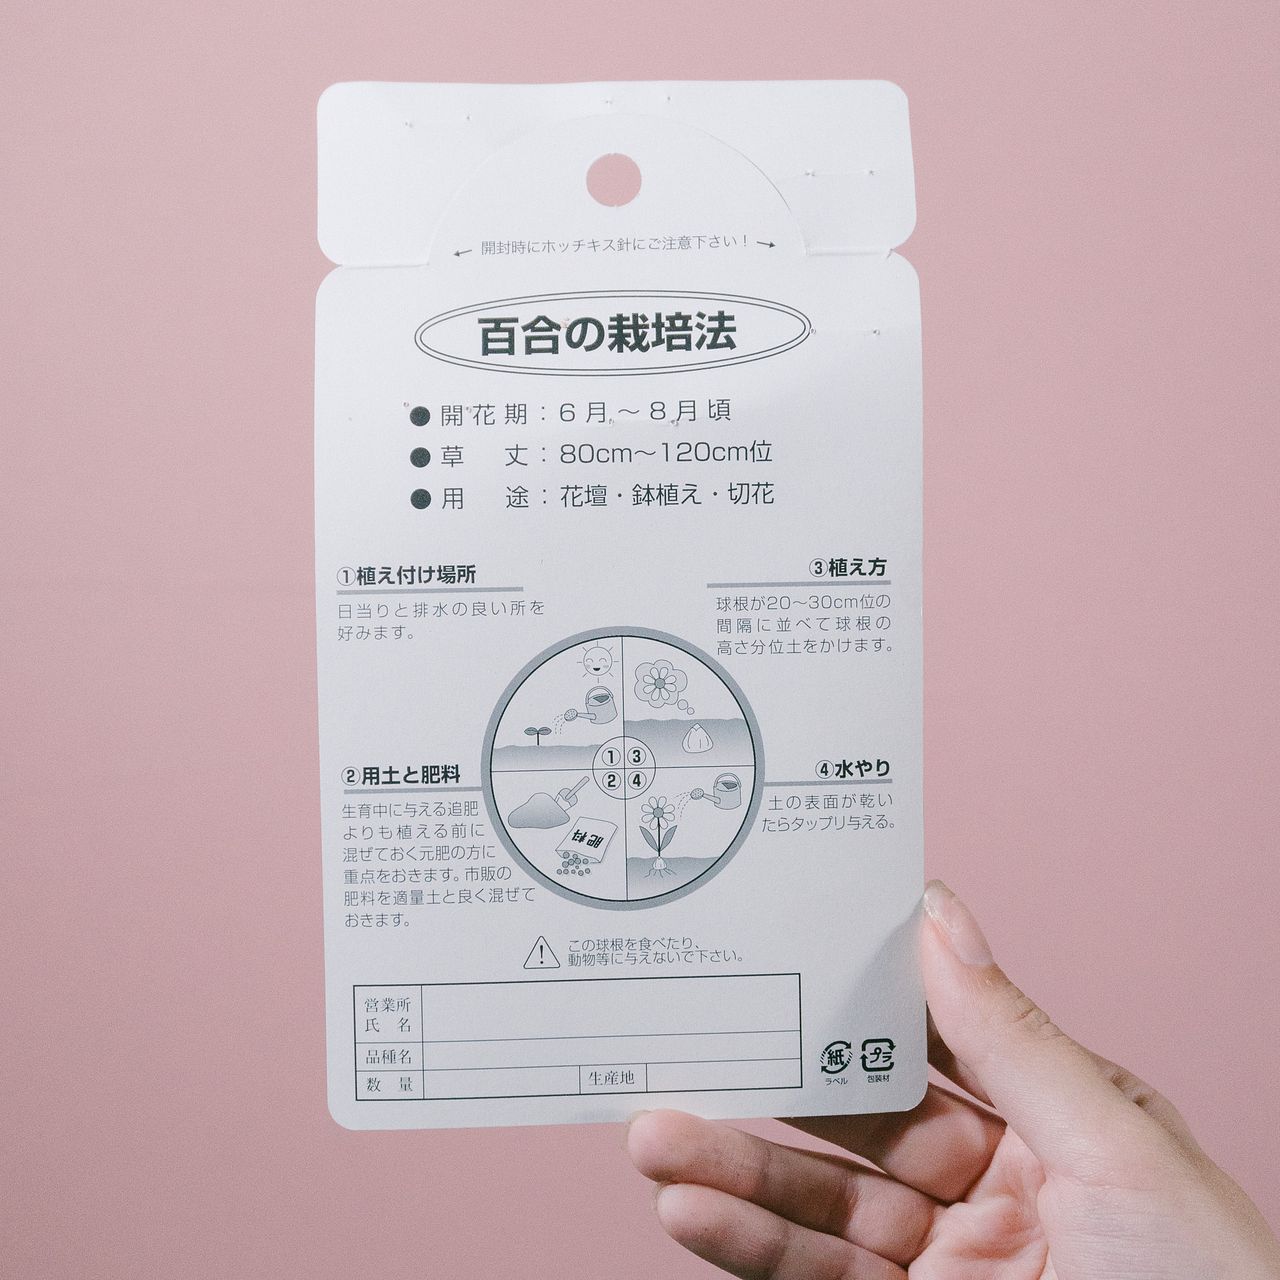 ← 開封時にホッチキス針にご注意下さい！ →
百合の栽培法
●開花期：６月〜８月頃
●草　丈：80cm〜120cm位
●用　途：花壇・鉢植え・切花
①植え付け場所
日当りと排水の良い所を
好みます。
②用土と肥料
生育中に与える追肥
よりも植える前に
混ぜておく元肥の方に
重点をおきます。市販の
肥料を適量土と良く混ぜて
おきます。
③植え方
球根が20〜30cm位の
間隔に並べて球根の
高さ分位土をかけます。
④水やり
土の表面が乾い
たらタップリ与える。
① ③
② ④
肥料
この球根を食べたり、
動物等に与えないで下さい。
営業所
氏　名
品種名
数　量
生産地
紙
ラベル
プラ
包装材